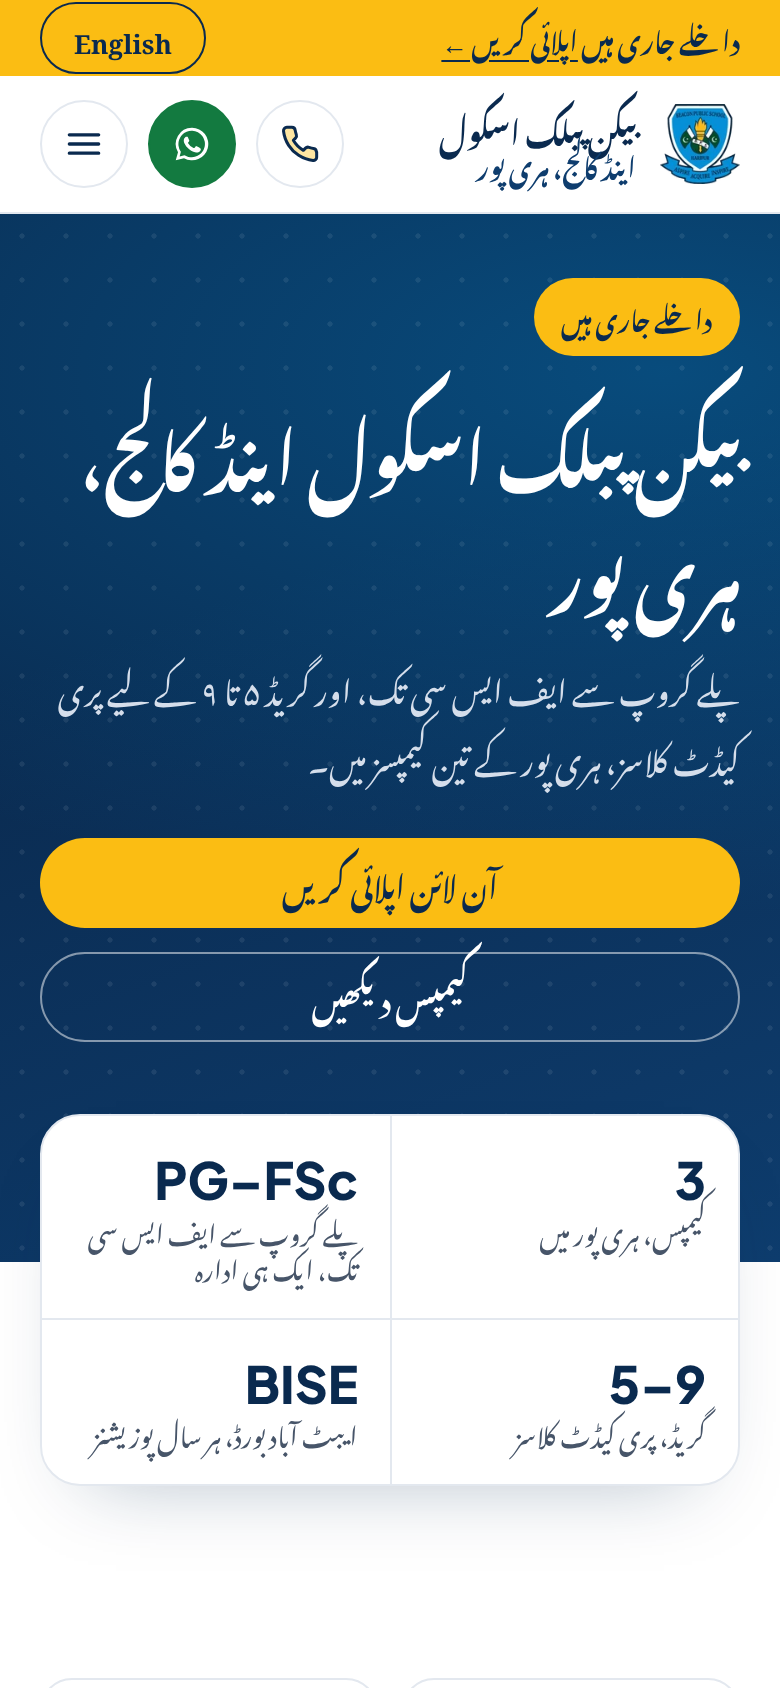 داخلے جاری ہیں اپلائی کریں ←
English
بیکن پبلک اسکول
اینڈ کالج، ہری پور
داخلے جاری ہیں
بیکن پبلک اسکول اینڈ کالج،
ہری پور
پلے گروپ سے ایف ایس سی تک، اور گریڈ ۵ تا ۹ کے لیے پری
کیڈٹ کلاسز، ہری پور کے تین کیمپسز میں۔
آن لائن اپلائی کریں
کیمپس دیکھیں
3
کیمپس، ہری پور میں
PG–FSc
پلے گروپ سے ایف ایس سی
تک، ایک ہی ادارہ
5–9
گریڈ، پری کیڈٹ کلاسز
BISE
ایبٹ آباد بورڈ، ہر سال پوزیشنز